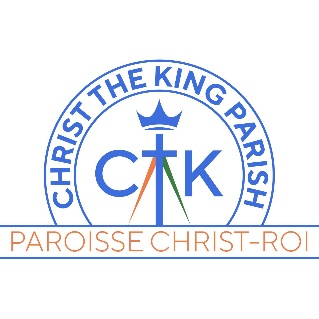 CHRIST THE KING PARISH
CTK
PAROISSE CHRIST-ROI